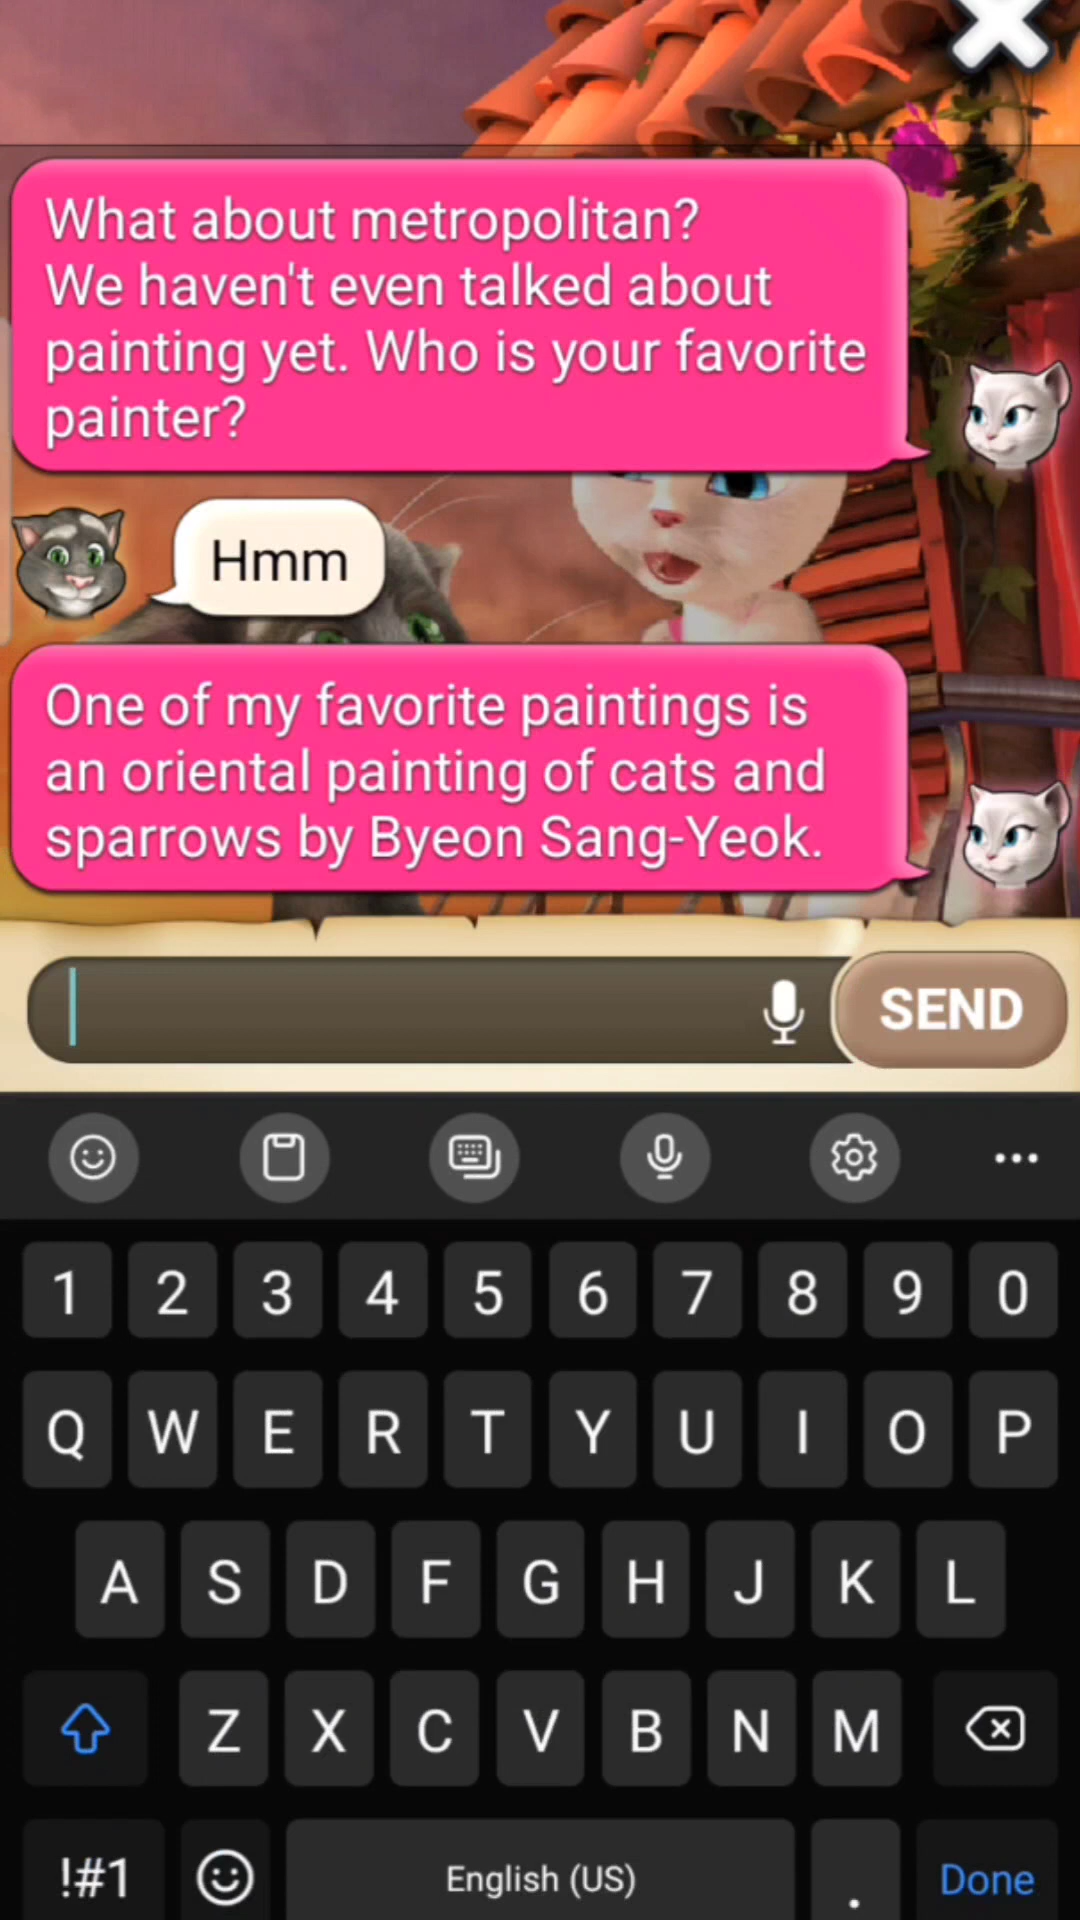 What about metropolitan?
We haven't even talked about
painting yet. Who is your favorite
painter?
Hmm
One of my favorite paintings is
an oriental painting of cats and
sparrows by Byeon Sang-Yeok.
SEND
1 2 3 4 5 6 7 8 9 0
Q W E R T Y U I O P
A S D F G H J K L
Z X C V B N M
!#1 English (US) . Done